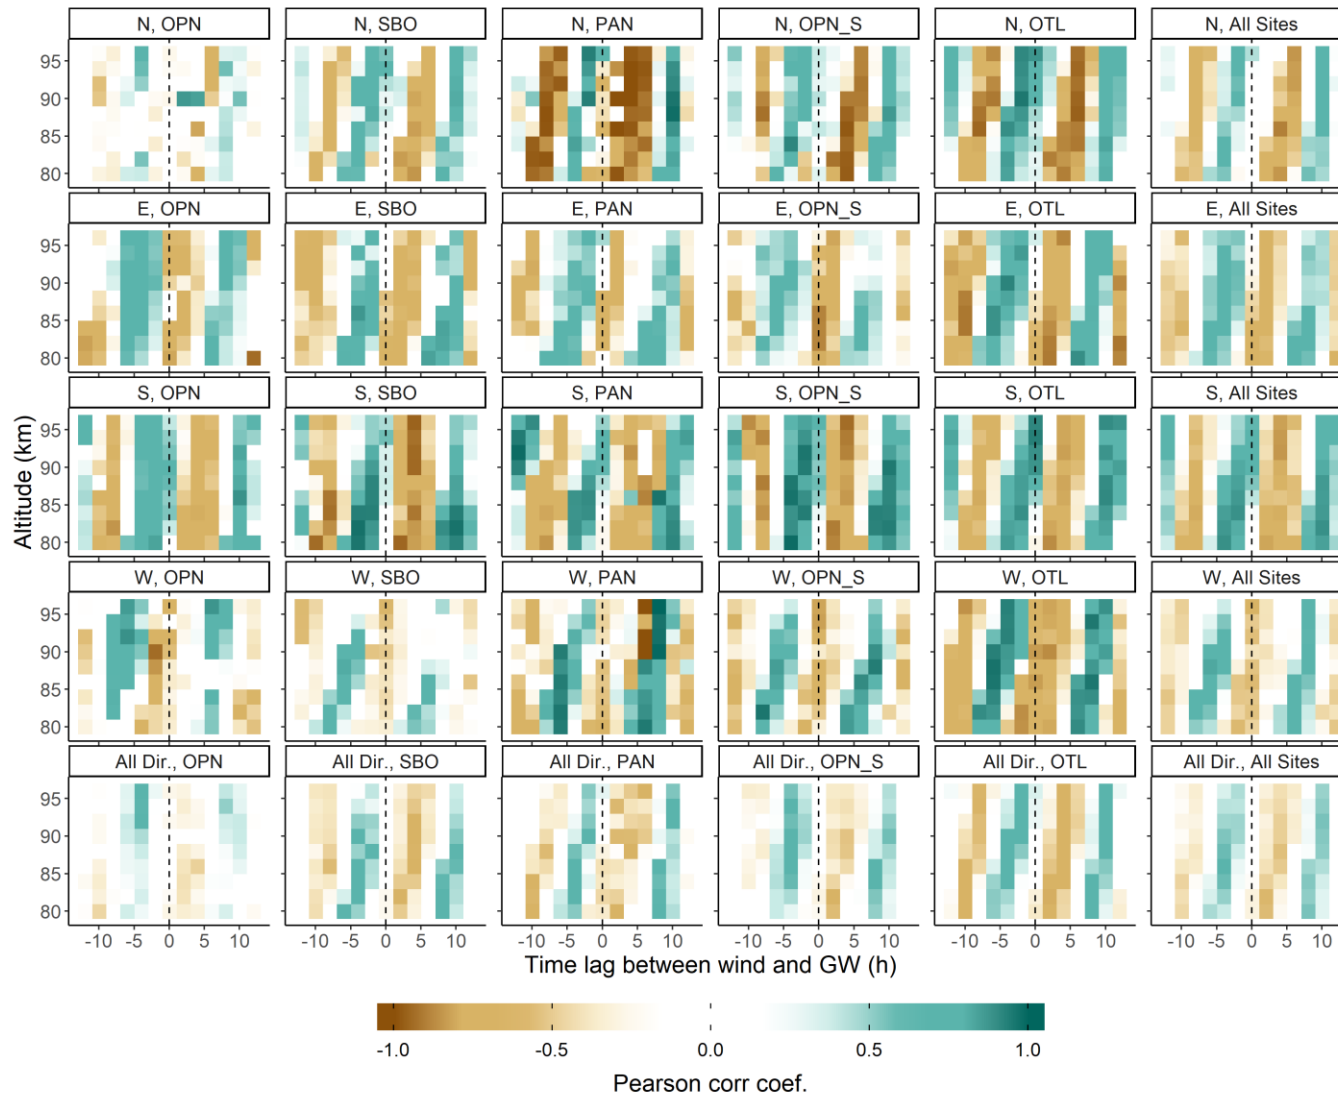 N, OPN N, SBO N, PAN N, OPN_S N, OTL N, All Sites
95
90
85
80
E, OPN E, SBO E, PAN E, OPN_S E, OTL E, All Sites
95
90
85
80
S, OPN S, SBO S, PAN S, OPN_S S, OTL S, All Sites
95
90
85
80
Altitude (km)
W, OPN W, SBO W, PAN W, OPN_S W, OTL W, All Sites
95
90
85
80
All Dir., OPN All Dir., SBO All Dir., PAN All Dir., OPN_S All Dir., OTL All Dir., All Sites
95
90
85
80
-10 -5 0 5 10 -10 -5 0 5 10 -10 -5 0 5 10 -10 -5 0 5 10 -10 -5 0 5 10 -10 -5 0 5 10
Time lag between wind and GW (h)
-1.0 -0.5 0.0 0.5 1.0
Pearson corr coef.